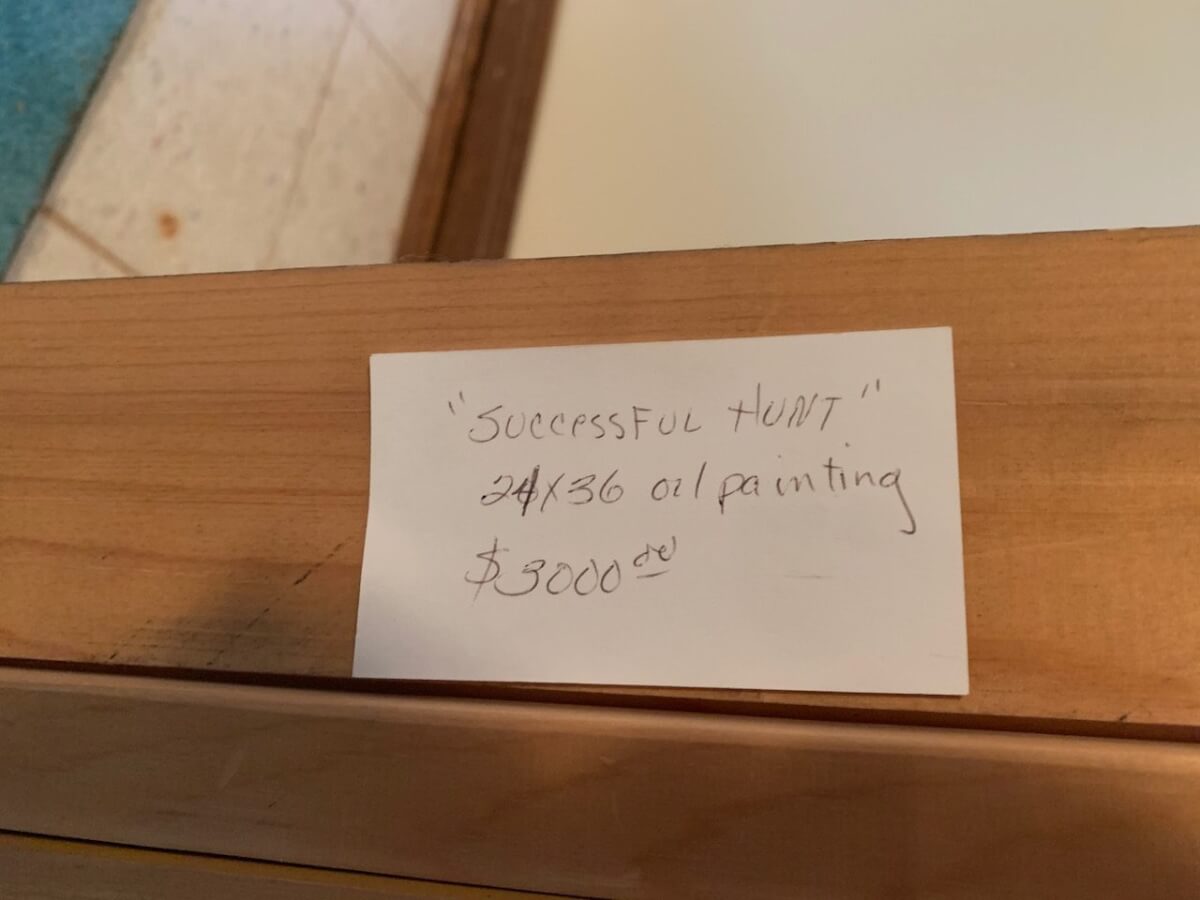 "SUCCESSFUL HUNT"
24X36 oil painting
$3000 00